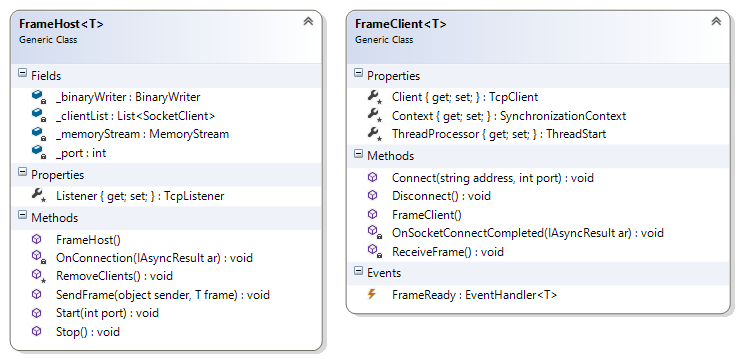 FrameHost<T>
Generic Class
Fields
_binaryWriter : BinaryWriter
_clientList : List<SocketClient>
_memoryStream : MemoryStream
_port : int
Properties
Listener { get; set; } : TcpListener
Methods
FrameHost()
OnConnection(IAsyncResult ar) : void
RemoveClients() : void
SendFrame(object sender, T frame) : void
Start(int port) : void
Stop() : void
FrameClient<T>
Generic Class
Properties
Client { get; set; } : TcpClient
Context { get; set; } : SynchronizationContext
ThreadProcessor { get; set; } : ThreadStart
Methods
Connect(string address, int port) : void
Disconnect() : void
FrameClient()
OnSocketConnectCompleted(IAsyncResult ar) : void
ReceiveFrame() : void
Events
FrameReady : EventHandler<T>